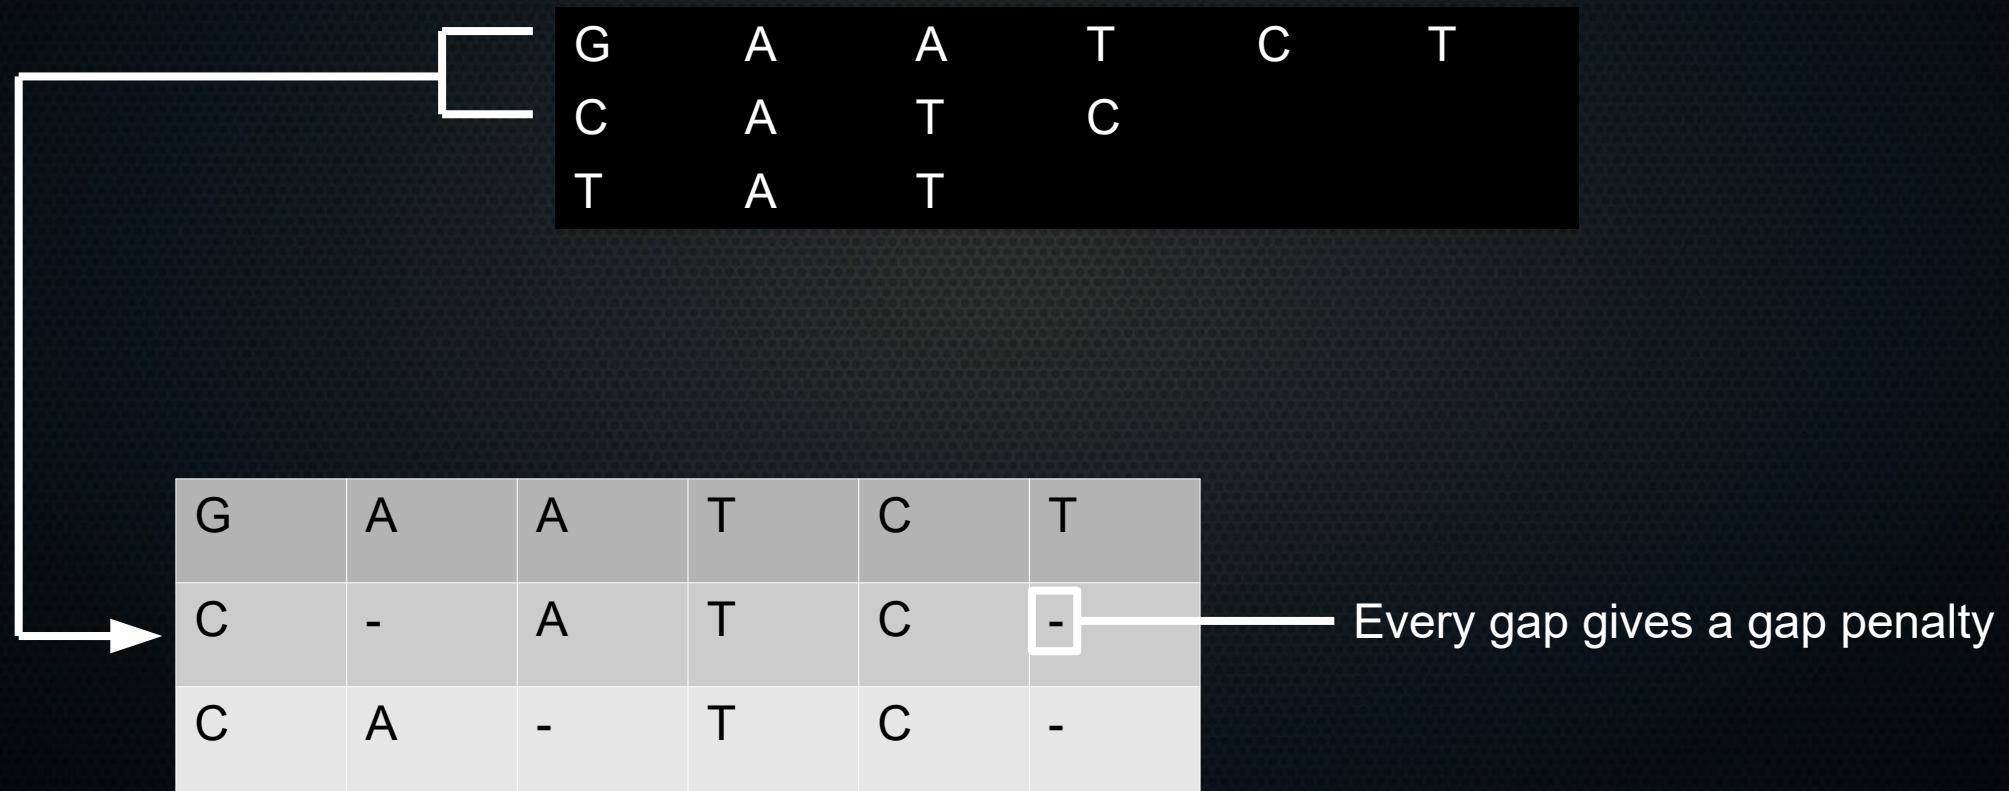 G A A T C T
C A T C
T A T
G A A T C T
C - A T C - Every gap gives a gap penalty
C A - T C -